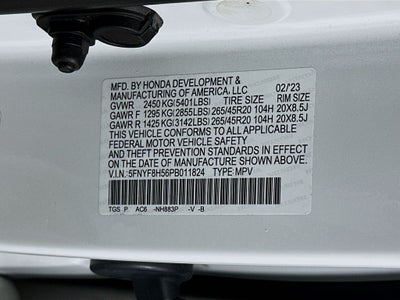 MFD. BY HONDA DEVELOPMENT &
MANUFACTURING OF AMERICA, LLC 02/'23
GVWR 2450 KG(5401LBS) TIRE SIZE RIM SIZE
GAWR F 1295 KG(2855LBS) 265/45R20 104H 20X8.5J
GAWR R 1425 KG(3142LBS) 265/45R20 104H 20X8.5J
THIS VEHICLE CONFORMS TO ALL APPLICABLE
FEDERAL MOTOR VEHICLE SAFETY
AND THEFT PREVENTION STANDARDS IN EFFECT
ON THE DATE OF MANUFACTURE SHOWN ABOVE.
V.I.N.: 5FNYF8H56PB011824 TYPE: MPV
TGS P AC6 -NH883P -V -B